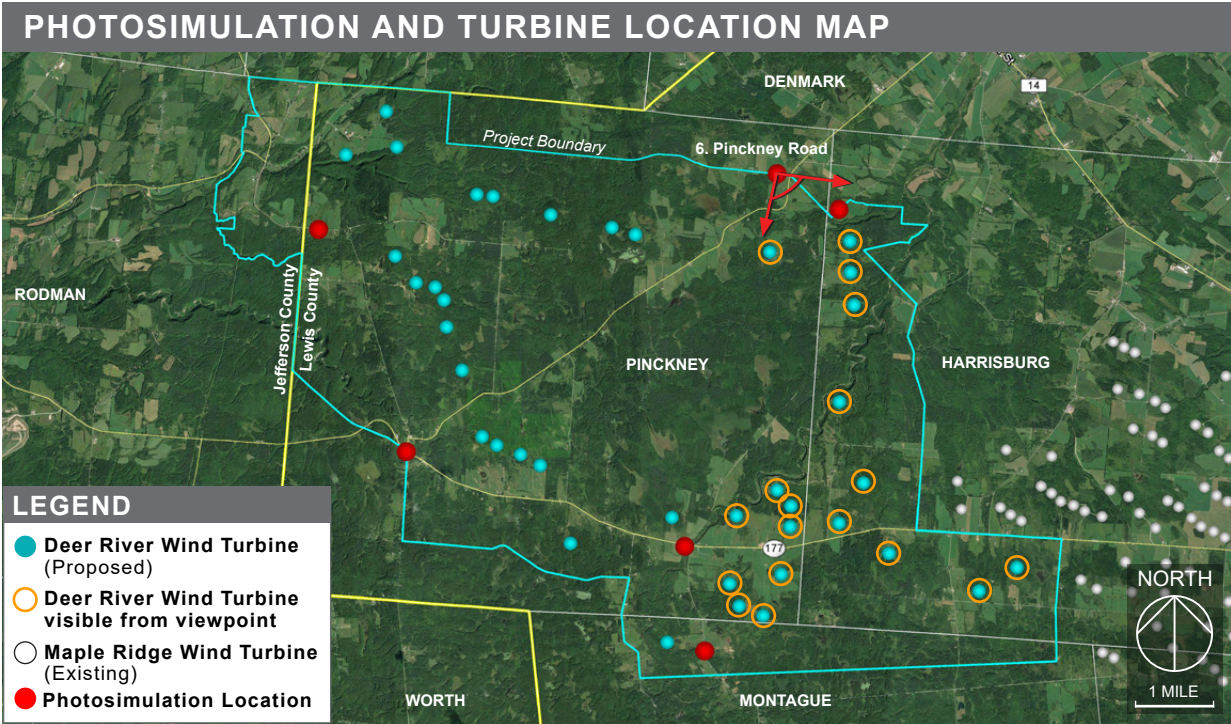 PHOTOSIMULATION AND TURBINE LOCATION MAP
DENMARK
14
Project Boundary
6. Pinckney Road
RODMAN
Jefferson County
Lewis County
PINCKNEY
HARRISBURG
177
WORTH
MONTAGUE
LEGEND
Deer River Wind Turbine
(Proposed)
Deer River Wind Turbine
visible from viewpoint
Maple Ridge Wind Turbine
(Existing)
Photosimulation Location
NORTH
1 MILE